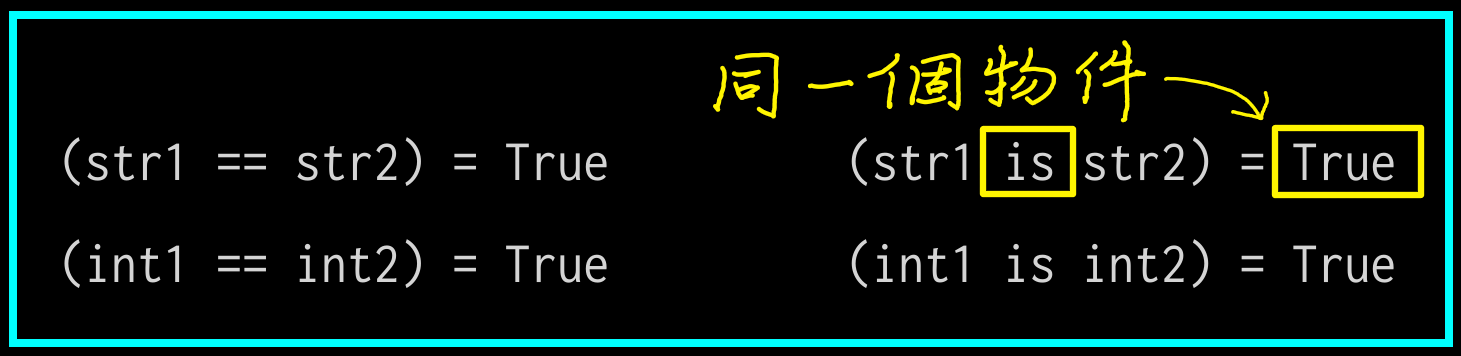 同一個物件
(str1 == str2) = True (str1 is str2) = True
(int1 == int2) = True (int1 is int2) = True